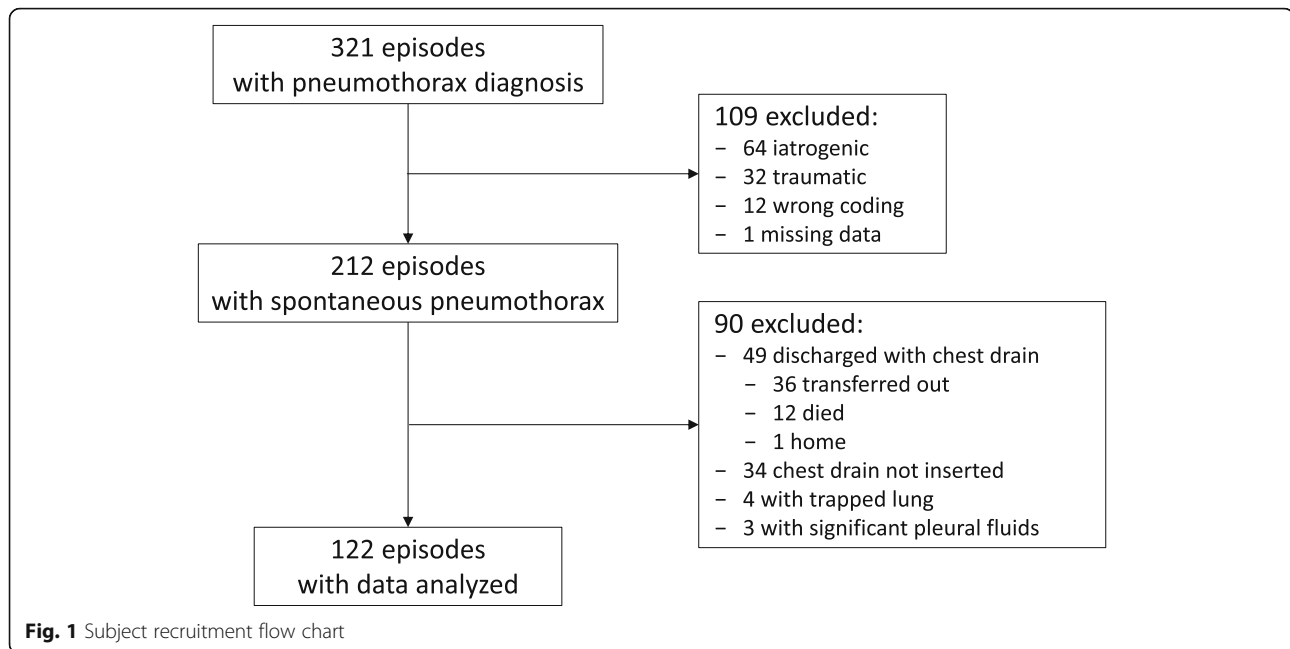 321 episodes
with pneumothorax diagnosis
109 excluded:
− 64 iatrogenic
− 32 traumatic
− 12 wrong coding
− 1 missing data
212 episodes
with spontaneous pneumothorax
90 excluded:
− 49 discharged with chest drain
− 36 transferred out
− 12 died
− 1 home
− 34 chest drain not inserted
− 4 with trapped lung
− 3 with significant pleural fluids
122 episodes
with data analyzed
Fig. 1 Subject recruitment flow chart